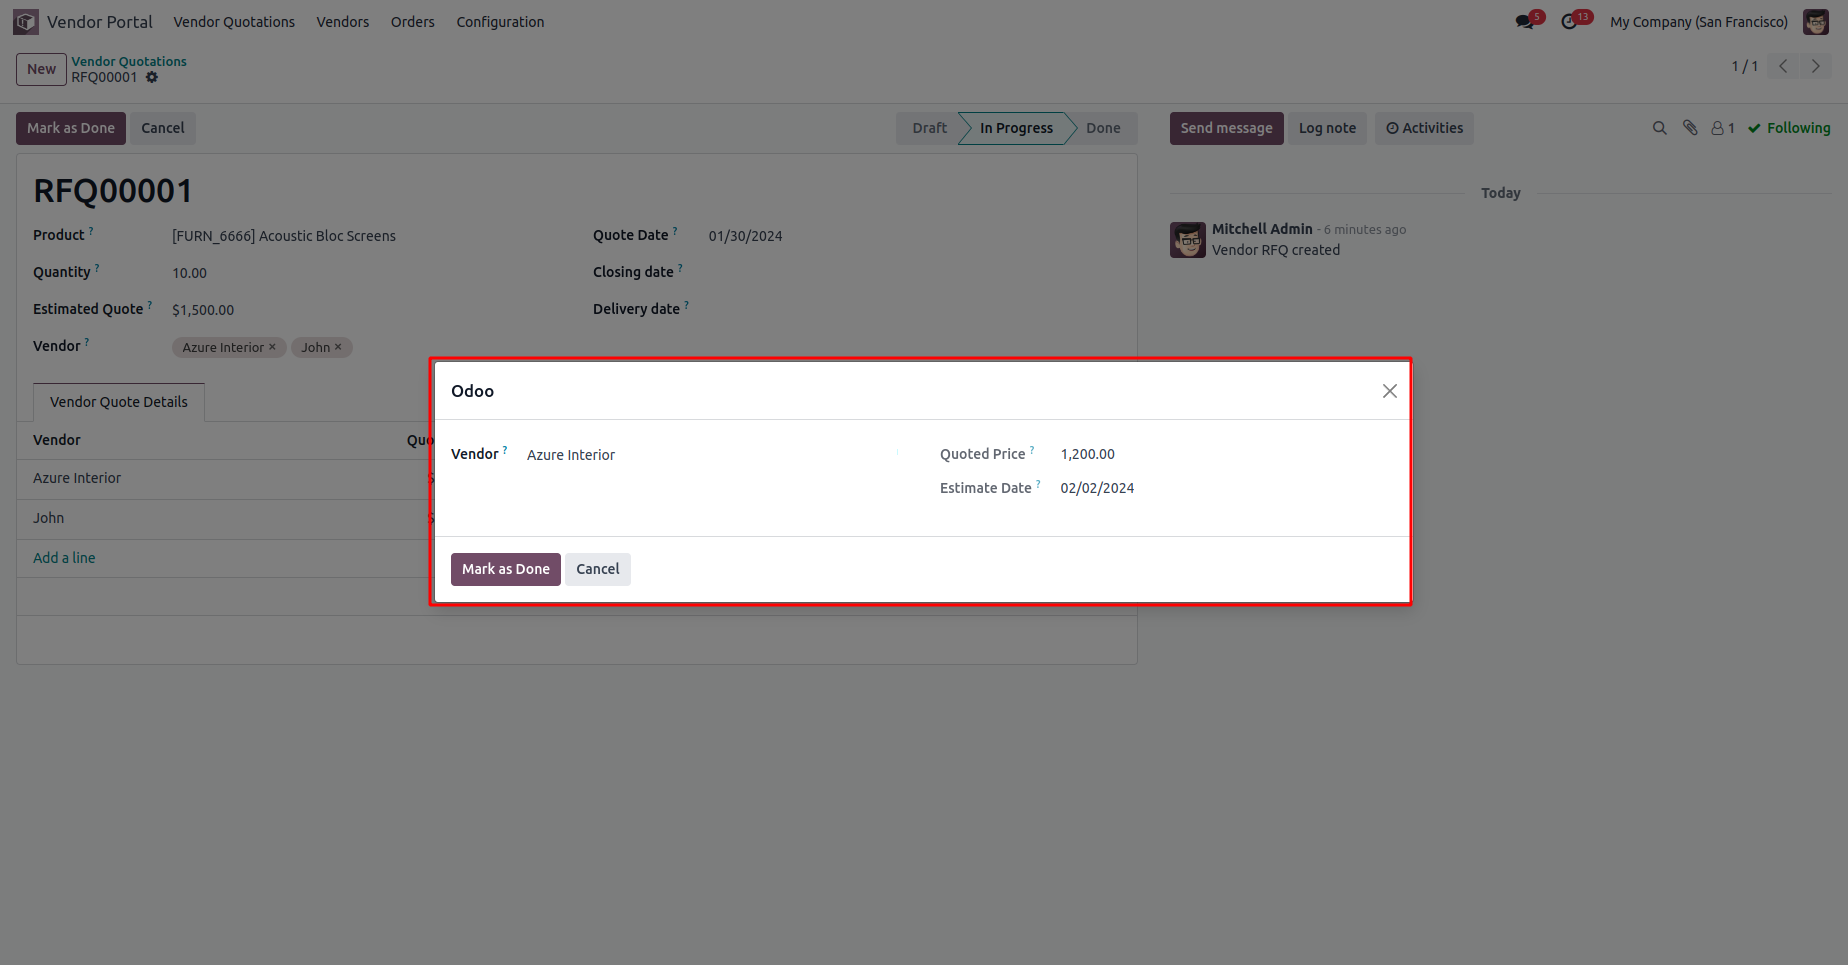 Vendor Portal Vendor Quotations Vendors Orders Configuration 5 13 My Company (San Francisco)
New Vendor Quotations
RFQ00001 1 / 1
Mark as Done Cancel Draft In Progress Done Send message Log note Activities 1 Following
RFQ00001
Today
Product ? [FURN_6666] Acoustic Bloc Screens Quote Date ? 01/30/2024
Mitchell Admin - 6 minutes ago
Vendor RFQ created
Quantity ? 10.00 Closing date ?
Estimated Quote ? $1,500.00 Delivery date ?
Vendor ? Azure Interior × John ×
Odoo
Vendor Quote Details
Vendor Quo
Vendor ? Azure Interior Quoted Price ? 1,200.00
Azure Interior
Estimate Date ? 02/02/2024
John
Add a line
Mark as Done Cancel